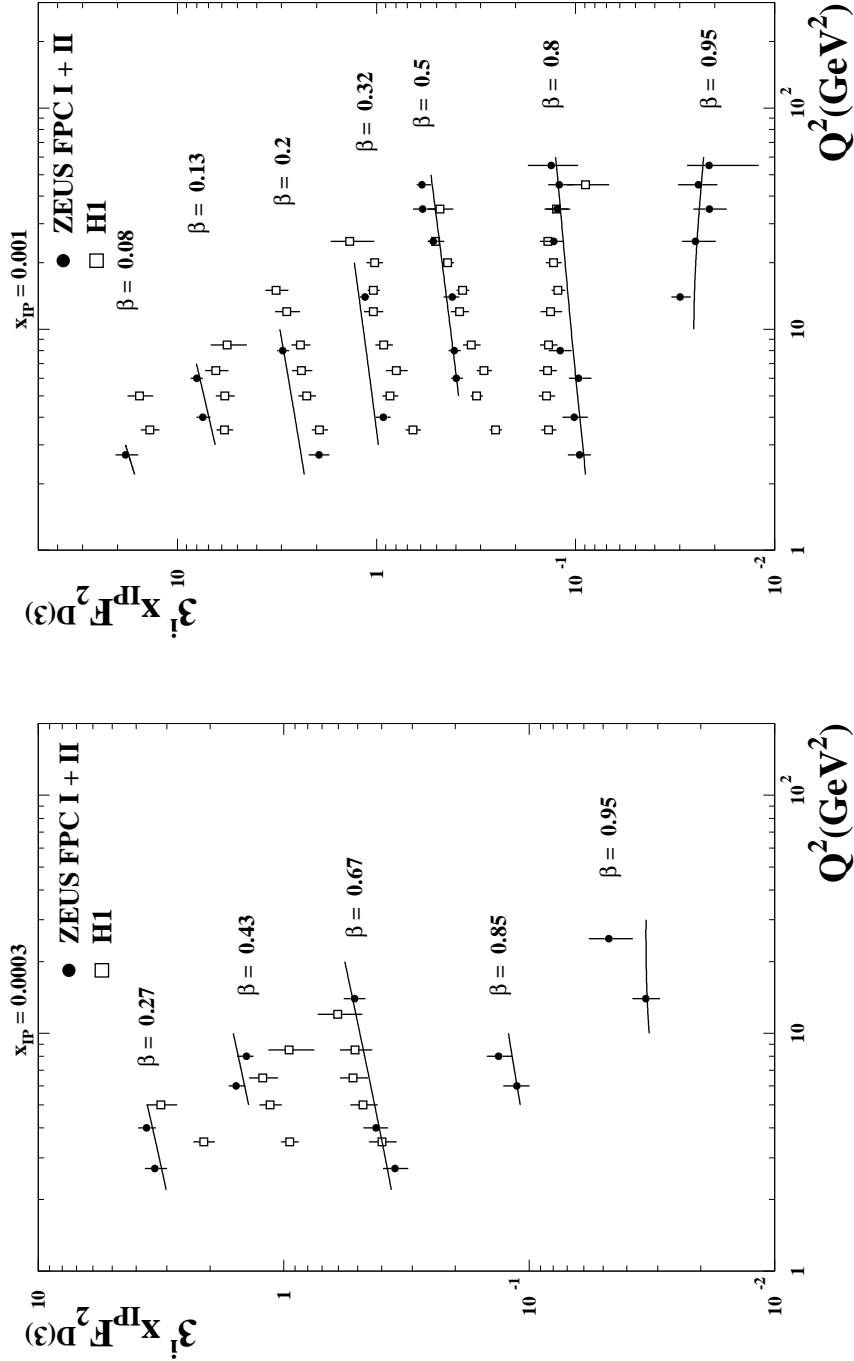 x_IP = 0.0003
● ZEUS FPC I + II
□ H1
β = 0.27
β = 0.43
β = 0.67
β = 0.85
β = 0.95
3^i x_IP F_2^D(3)
10
1
10^-1
10^-2
1
10
10^2
Q^2(GeV^2)
x_IP = 0.001
● ZEUS FPC I + II
□ H1
β = 0.08
β = 0.13
β = 0.2
β = 0.32
β = 0.5
β = 0.8
β = 0.95
3^i x_IP F_2^D(3)
10
1
10^-1
10^-2
1
10
10^2
Q^2(GeV^2)